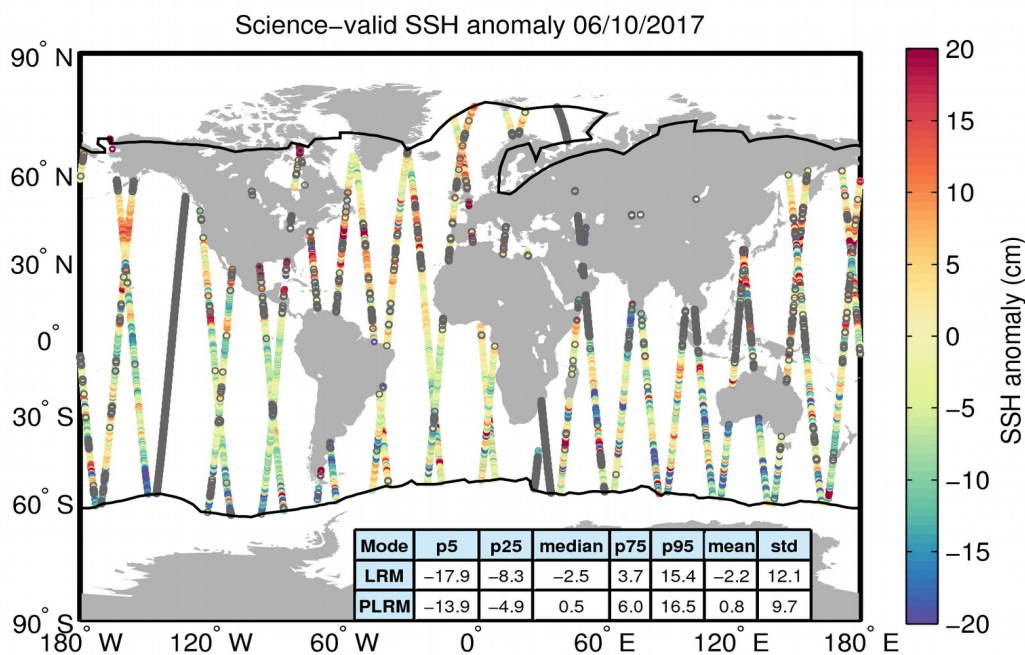 Science−valid SSH anomaly 06/10/2017
90° N
60° N
30° N
0°
30° S
60° S
90° S
180° W
120° W
60° W
0°
60° E
120° E
180° E
Mode p5 p25 median p75 p95 mean std
LRM −17.9 −8.3 −2.5 3.7 15.4 −2.2 12.1
PLRM −13.9 −4.9 0.5 6.0 16.5 0.8 9.7
20
15
10
5
0
−5
−10
−15
−20
SSH anomaly (cm)